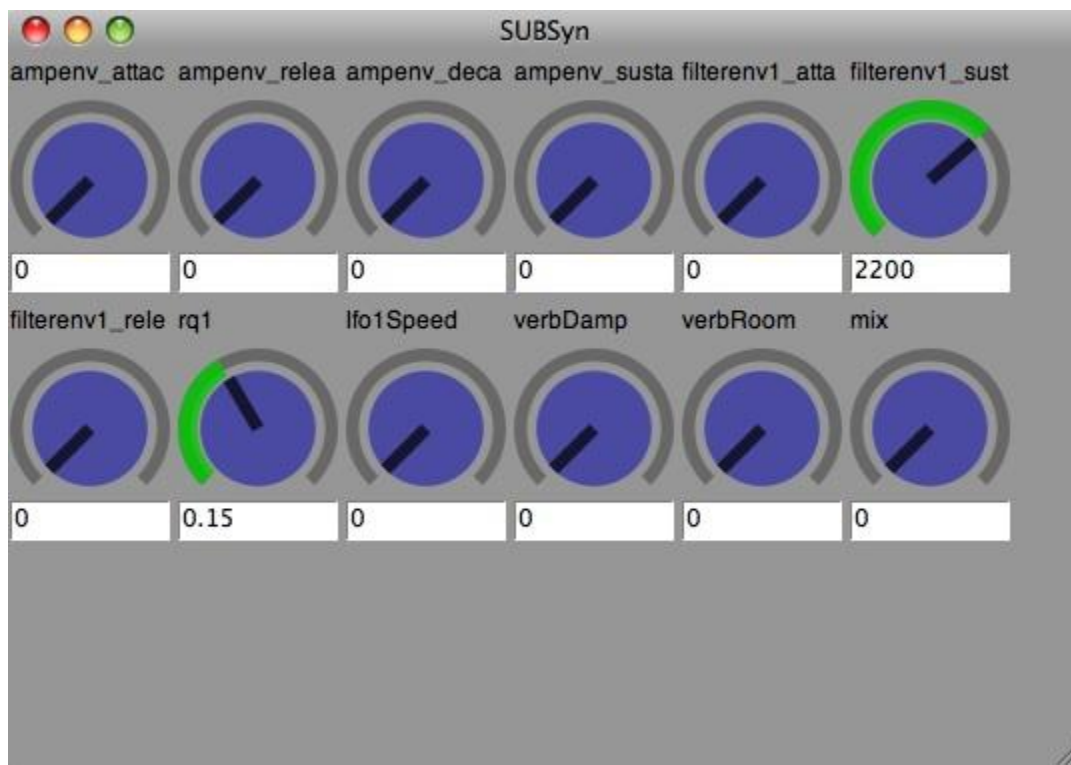 SUBSyn
ampenv_attac ampenv_relea ampenv_deca ampenv_susta filterenv1_atta filterenv1_sust
0 0 0 0 0 2200
filterenv1_rele rq1 lfo1Speed verbDamp verbRoom mix
0 0.15 0 0 0 0